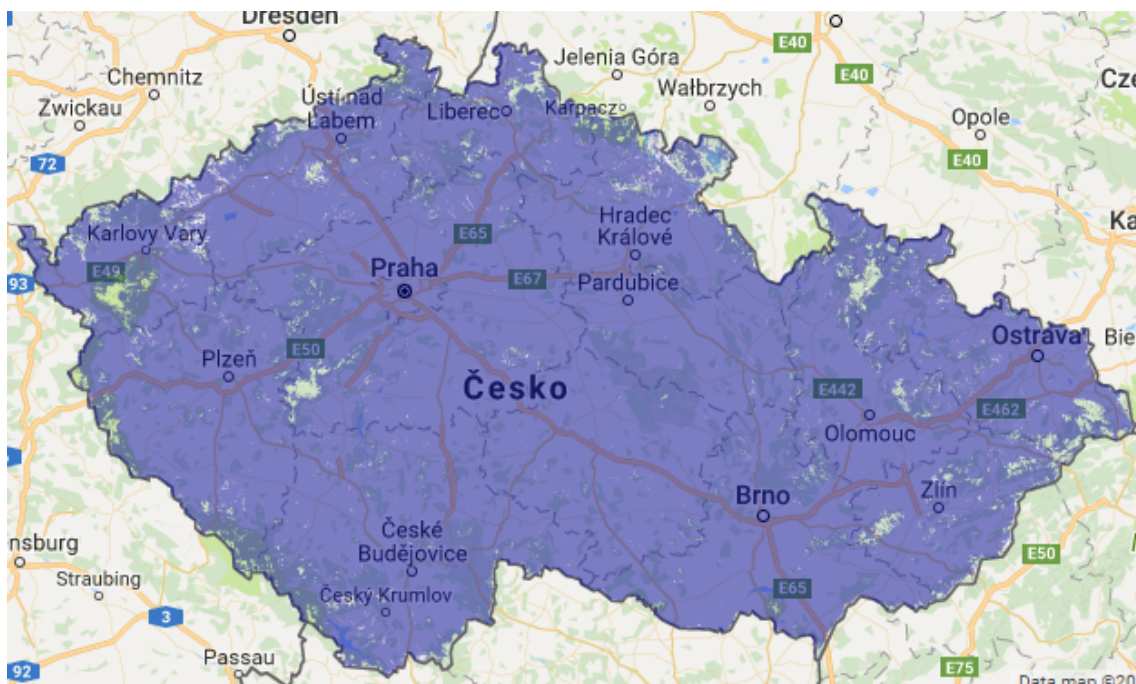 Dresden
E40
Jelenia Góra
Chemnitz
E40
Cze
Wałbrzych
Zwickau
Ústí nad
Labem
Liberec
Karpacz
Opole
72
E40
Hradec
Králové
Ka
Karlovy Vary
E65
E49
Praha
E67
93
Pardubice
Ostrava
Bie
E50
Plzeň
Česko
E442
E462
Olomouc
Brno
Zlín
ensburg
České
Budějovice
E50
Straubing
E65
Český Krumlov
3
Passau
92
E75
Data map ©20